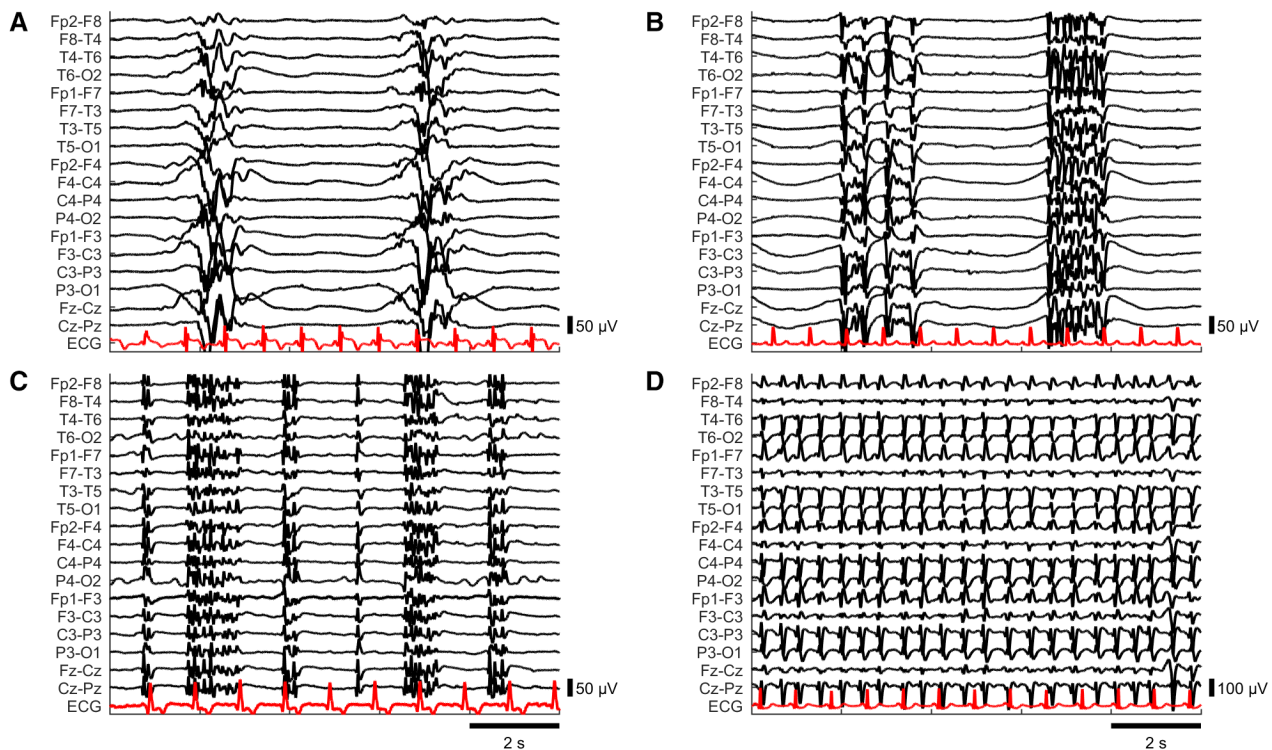 A
Fp2-F8
F8-T4
T4-T6
T6-O2
Fp1-F7
F7-T3
T3-T5
T5-O1
Fp2-F4
F4-C4
C4-P4
P4-O2
Fp1-F3
F3-C3
C3-P3
P3-O1
Fz-Cz
Cz-Pz
ECG
50 µV
B
Fp2-F8
F8-T4
T4-T6
T6-O2
Fp1-F7
F7-T3
T3-T5
T5-O1
Fp2-F4
F4-C4
C4-P4
P4-O2
Fp1-F3
F3-C3
C3-P3
P3-O1
Fz-Cz
Cz-Pz
ECG
50 µV
C
Fp2-F8
F8-T4
T4-T6
T6-O2
Fp1-F7
F7-T3
T3-T5
T5-O1
Fp2-F4
F4-C4
C4-P4
P4-O2
Fp1-F3
F3-C3
C3-P3
P3-O1
Fz-Cz
Cz-Pz
ECG
50 µV
2 s
D
Fp2-F8
F8-T4
T4-T6
T6-O2
Fp1-F7
F7-T3
T3-T5
T5-O1
Fp2-F4
F4-C4
C4-P4
P4-O2
Fp1-F3
F3-C3
C3-P3
P3-O1
Fz-Cz
Cz-Pz
ECG
100 µV
2 s